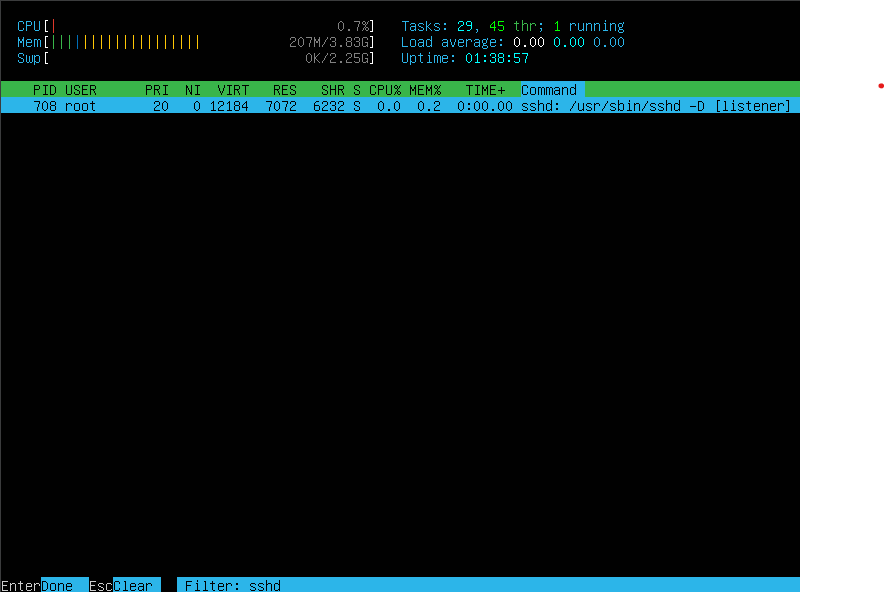 CPU[| 0.7%] Tasks: 29, 45 thr; 1 running
Mem[||||||||||||||||||| 207M/3.83G] Load average: 0.00 0.00 0.00
Swp[ 0K/2.25G] Uptime: 01:38:57
PID USER PRI NI VIRT RES SHR S CPU% MEM% TIME+ Command
708 root 20 0 12184 7072 6232 S 0.0 0.2 0:00.00 sshd: /usr/sbin/sshd -D [listener]
EnterDone EscClear Filter: sshd